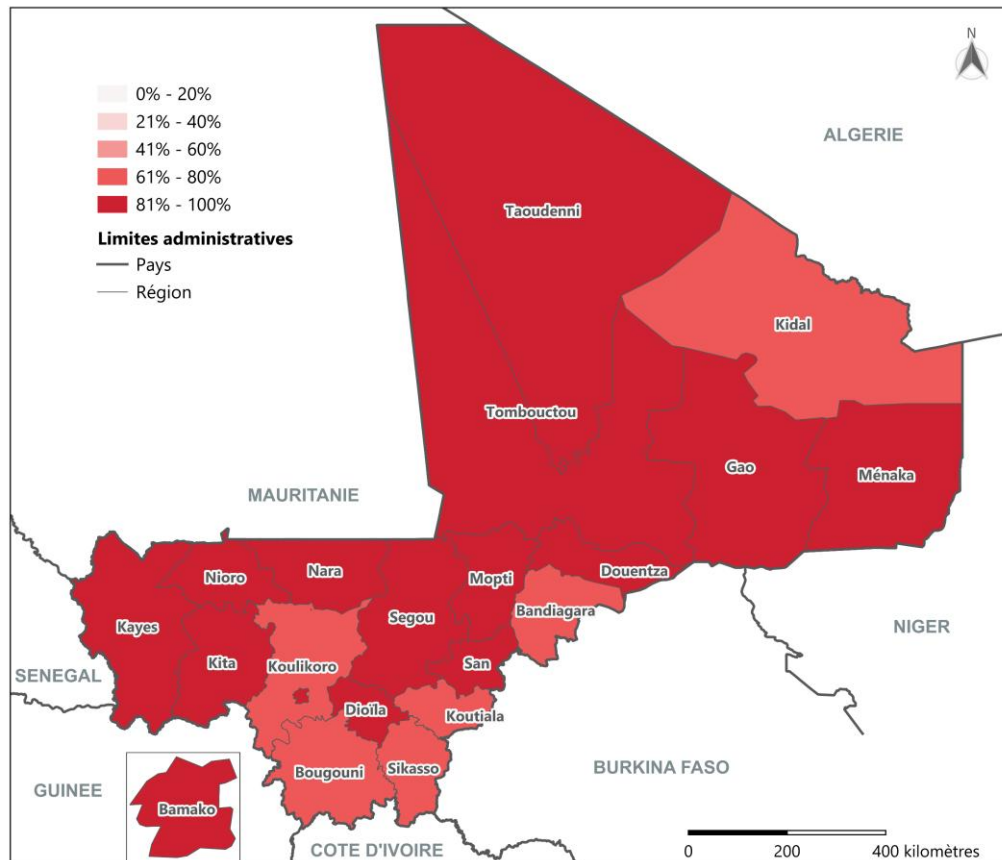 N
0% - 20%
21% - 40%
41% - 60%
61% - 80%
81% - 100%
Limites administratives
Pays
Région
ALGERIE
Taoudenni
Kidal
Tombouctou
Gao
Ménaka
MAURITANIE
Nioro
Nara
Mopti
Douentza
Bandiagara
Kayes
Segou
NIGER
Kita
Koulikoro
San
SENEGAL
Dioïla
Koutiala
Bougouni
Sikasso
BURKINA FASO
GUINEE
Bamako
COTE D'IVOIRE
0 200 400 kilomètres